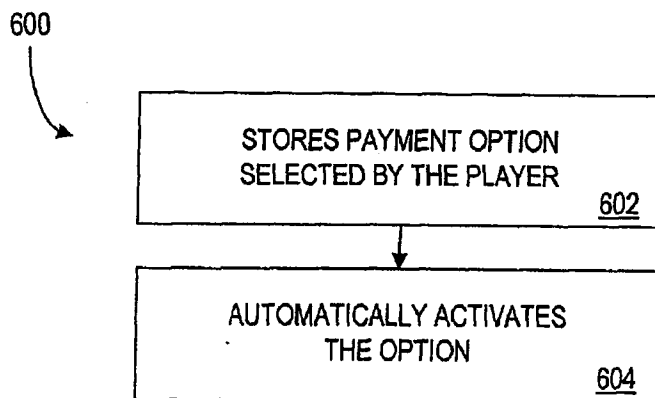 600
STORES PAYMENT OPTION
SELECTED BY THE PLAYER
602
AUTOMATICALLY ACTIVATES
THE OPTION
604